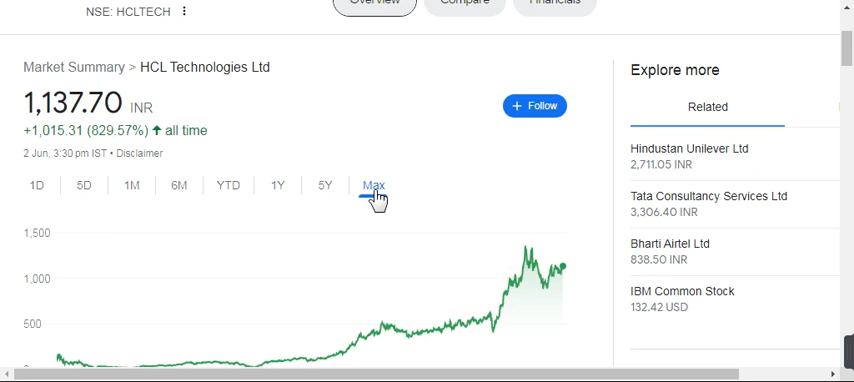 NSE: HCLTECH
Overview
Compare
Financials
Market Summary > HCL Technologies Ltd
1,137.70 INR
+ Follow
+1,015.31 (829.57%) ↑ all time
2 Jun, 3:30 pm IST • Disclaimer
1D 5D 1M 6M YTD 1Y 5Y Max
1,500
1,000
500
0
Explore more
Related
Hindustan Unilever Ltd
2,711.05 INR
Tata Consultancy Services Ltd
3,306.40 INR
Bharti Airtel Ltd
838.50 INR
IBM Common Stock
132.42 USD